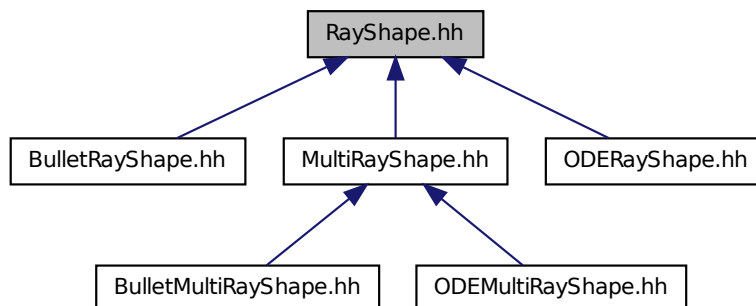 RayShape.hh
BulletRayShape.hh
MultiRayShape.hh
ODERayShape.hh
BulletMultiRayShape.hh
ODEMultiRayShape.hh